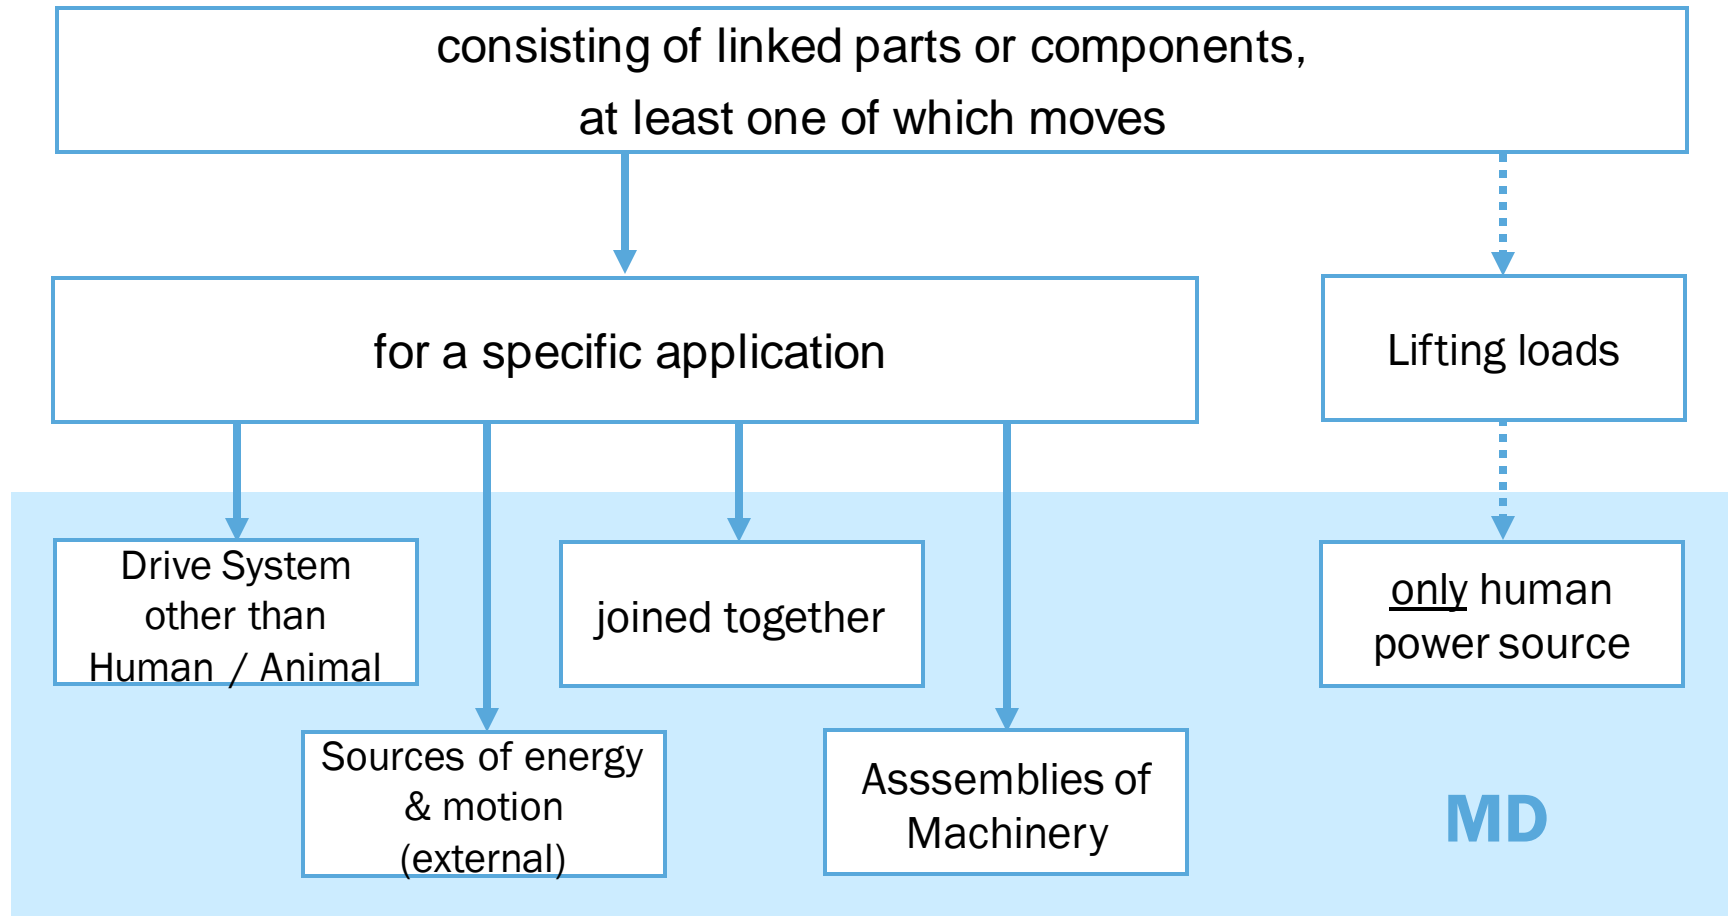 consisting of linked parts or components,
at least one of which moves
for a specific application
Lifting loads
Drive System
other than
Human / Animal
joined together
only human
power source
Sources of energy
& motion
(external)
Asssemblies of
Machinery
MD